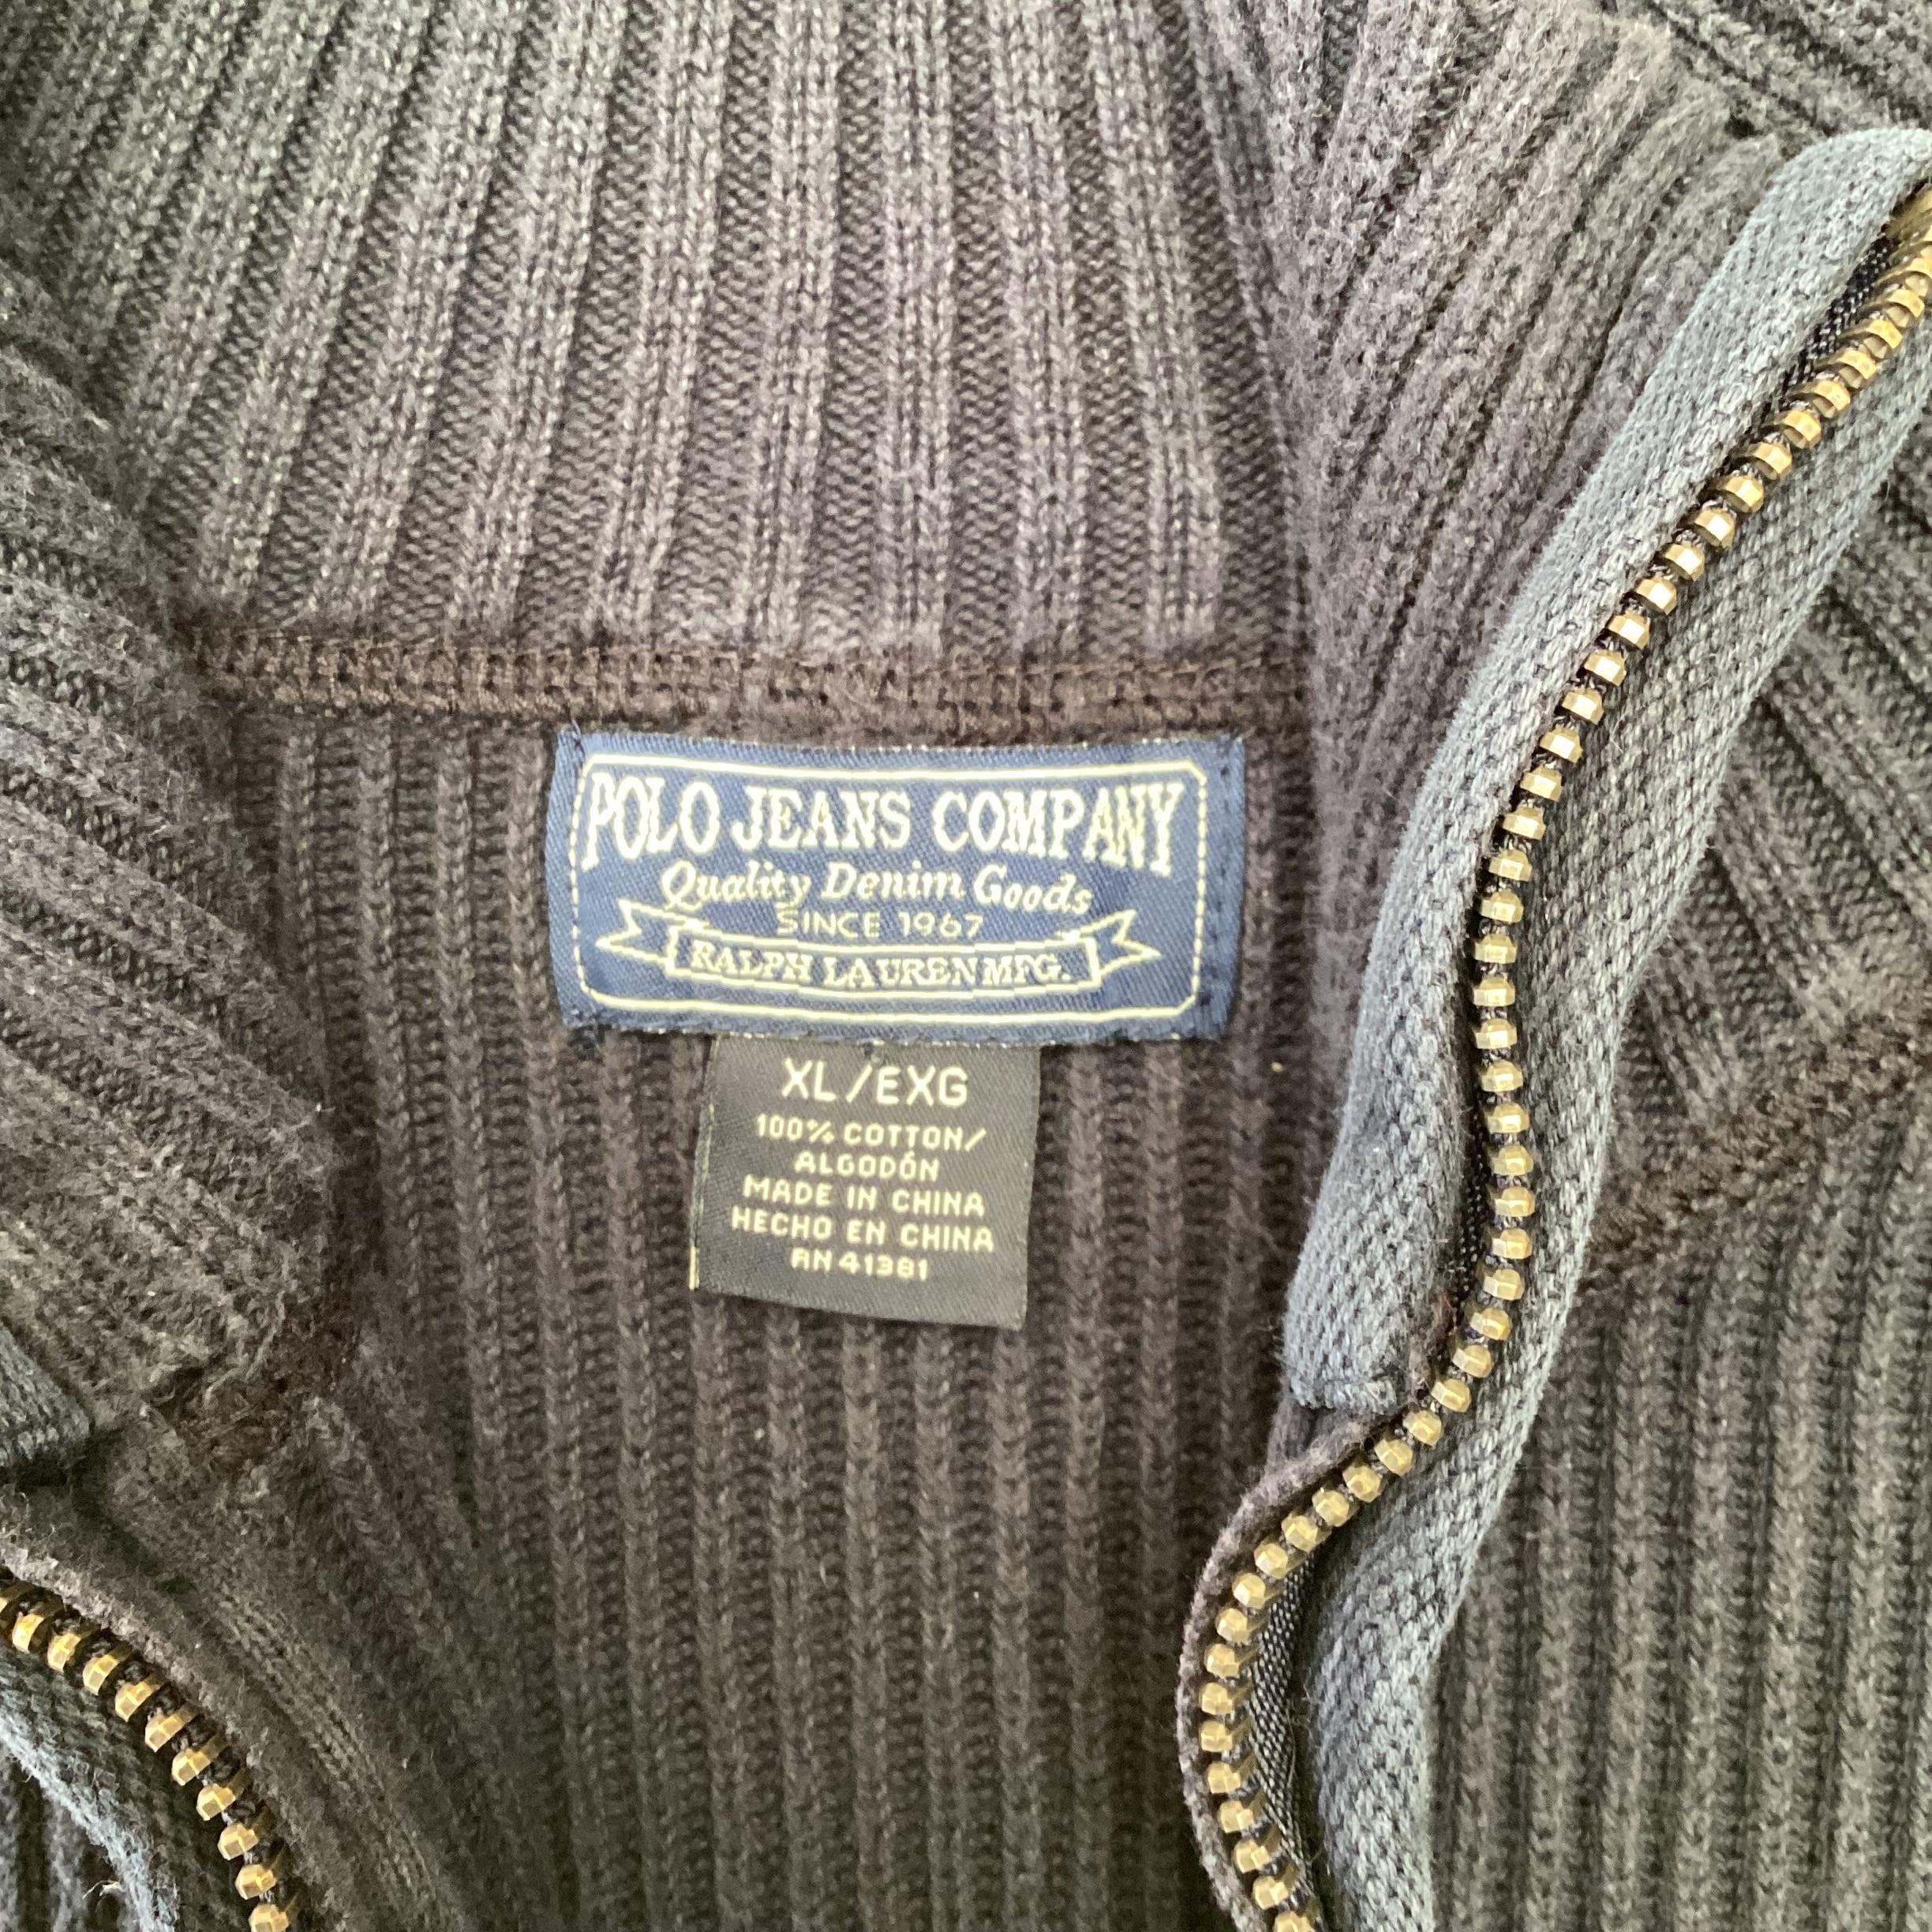 POLO JEANS COMPANY
Quality Denim Goods
SINCE 1967
RALPH LAUREN MFG.
XL/EXG
100% COTTON/
ALGODÓN
MADE IN CHINA
HECHO EN CHINA
RN 41381